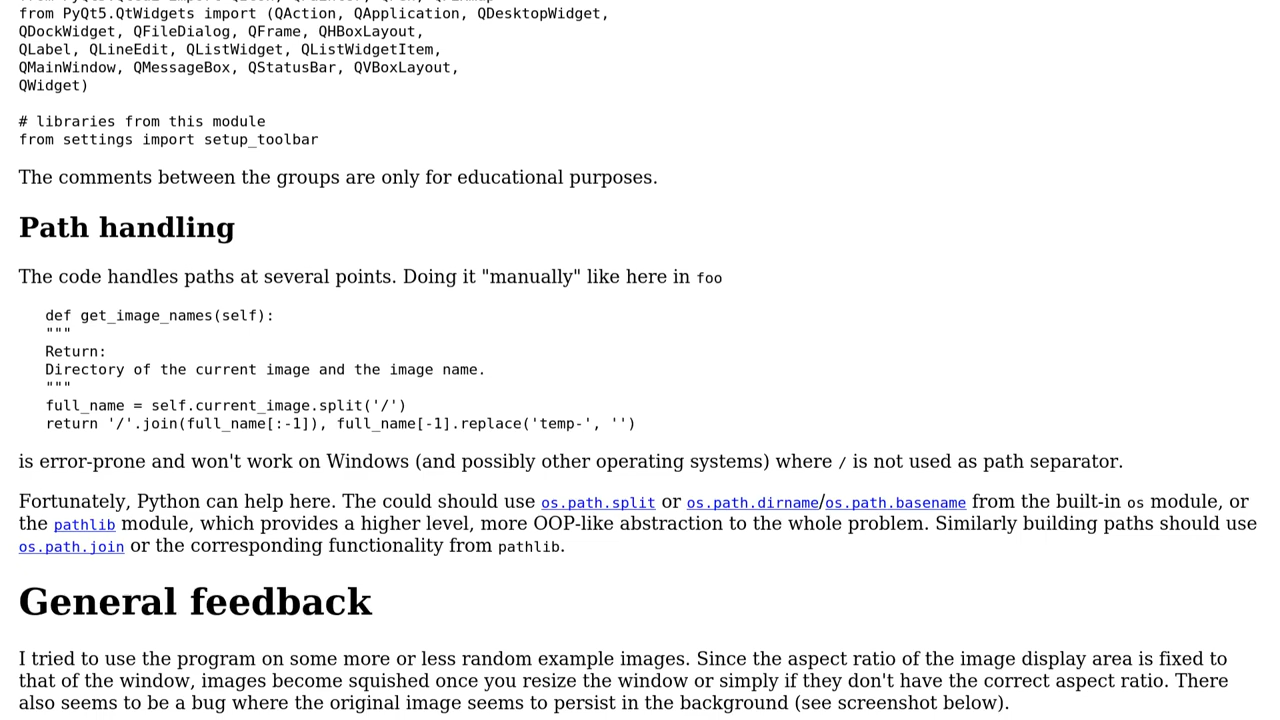 from PyQt5.QtWidgets import (QAction, QApplication, QDesktopWidget,
QDockWidget, QFileDialog, QFrame, QHBoxLayout,
QLabel, QLineEdit, QListWidget, QListWidgetItem,
QMainWindow, QMessageBox, QStatusBar, QVBoxLayout,
QWidget)
# libraries from this module
from settings import setup_toolbar
The comments between the groups are only for educational purposes.
Path handling
The code handles paths at several points. Doing it "manually" like here in foo
def get_image_names(self):
"""
Return:
Directory of the current image and the image name.
"""
full_name = self.current_image.split('/')
return '/'.join(full_name[:-1]), full_name[-1].replace('temp-', '')
is error-prone and won't work on Windows (and possibly other operating systems) where / is not used as path separator.
Fortunately, Python can help here. The could should use os.path.split or os.path.dirname/os.path.basename from the built-in os module, or
the pathlib module, which provides a higher level, more OOP-like abstraction to the whole problem. Similarly building paths should use
os.path.join or the corresponding functionality from pathlib.
General feedback
I tried to use the program on some more or less random example images. Since the aspect ratio of the image display area is fixed to
that of the window, images become squished once you resize the window or simply if they don't have the correct aspect ratio. There
also seems to be a bug where the original image seems to persist in the background (see screenshot below).